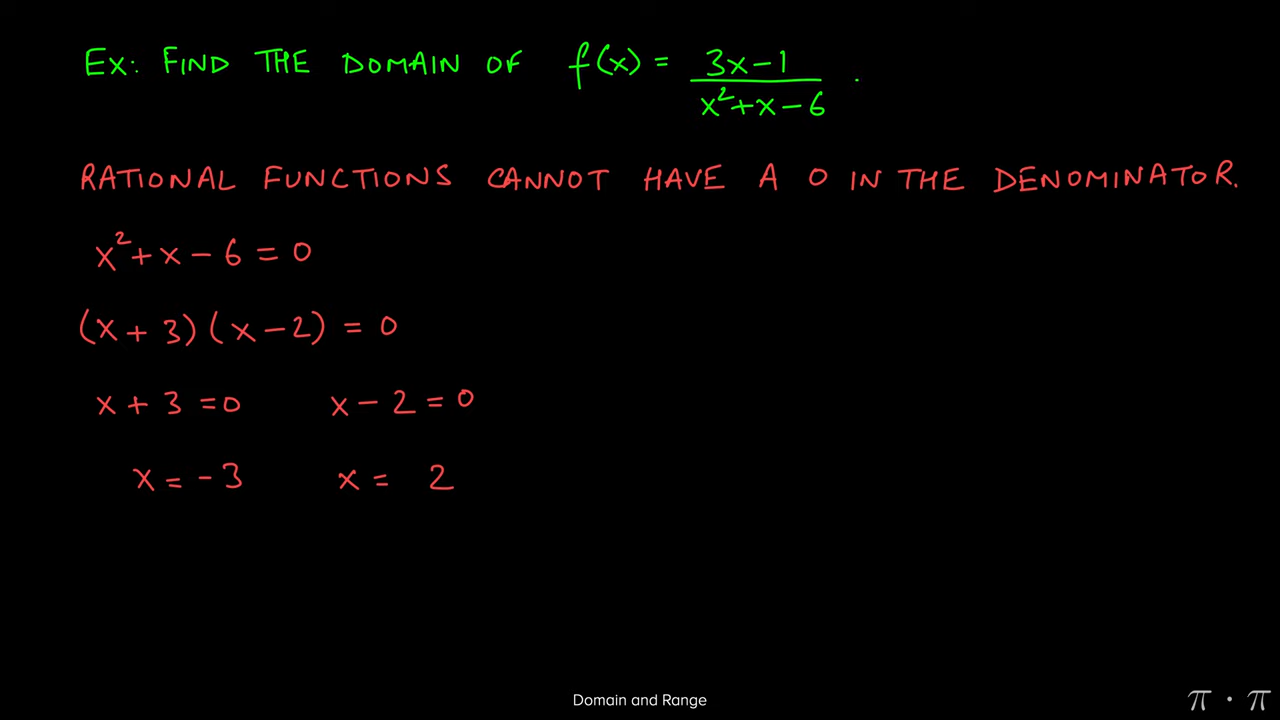 EX: FIND THE DOMAIN OF f(x) = (3x-1)/(x²+x-6) .
RATIONAL FUNCTIONS CANNOT HAVE A 0 IN THE DENOMINATOR.
x²+x-6=0
(x+3)(x-2)=0
x+3=0 x-2=0
x=-3 x= 2
Domain and Range
π · π